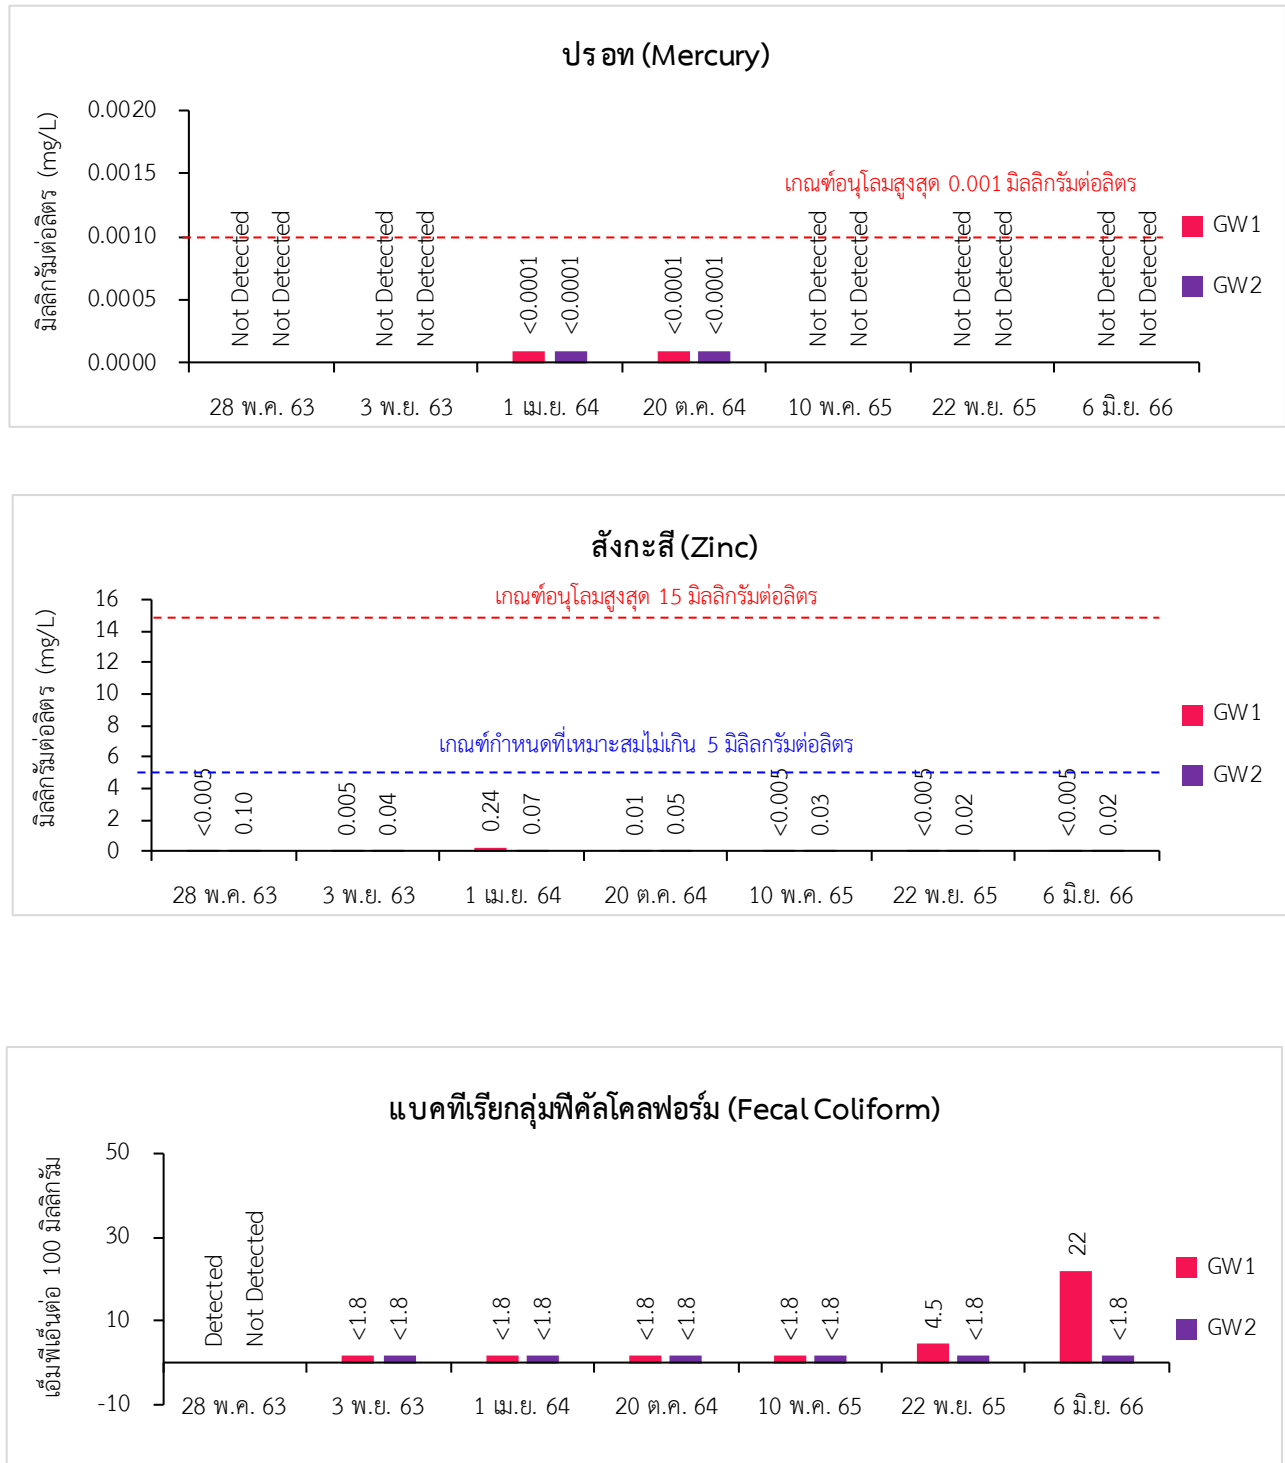 ปรอท (Mercury)
มิลลิกรัมต่อลิตร (mg/L)
0.0020
0.0015
0.0010
0.0005
0.0000
เกณฑ์อนุโลมสูงสุด 0.001 มิลลิกรัมต่อลิตร
Not Detected
Not Detected
Not Detected
Not Detected
<0.0001
<0.0001
<0.0001
<0.0001
Not Detected
Not Detected
Not Detected
Not Detected
Not Detected
Not Detected
GW1
GW2
28 พ.ค. 63 3 พ.ย. 63 1 เม.ย. 64 20 ต.ค. 64 10 พ.ค. 65 22 พ.ย. 65 6 มิ.ย. 66
สังกะสี (Zinc)
มิลลิกรัมต่อลิตร (mg/L)
16
14
12
10
8
6
4
2
0
เกณฑ์อนุโลมสูงสุด 15 มิลลิกรัมต่อลิตร
เกณฑ์กำหนดที่เหมาะสมไม่เกิน 5 มิลิลกรัมต่อลิตร
<0.005
0.10
0.005
0.04
0.24
0.07
0.01
0.05
<0.005
0.03
<0.005
0.02
<0.005
0.02
GW1
GW2
28 พ.ค. 63 3 พ.ย. 63 1 เม.ย. 64 20 ต.ค. 64 10 พ.ค. 65 22 พ.ย. 65 6 มิ.ย. 66
แบคทีเรียกลุ่มฟีคัลโคลฟอร์ม (Fecal Coliform)
เอ็มพีเอ็นต่อ 100 มิลลิกรัม
50
30
10
-10
Detected
Not Detected
<1.8
<1.8
<1.8
<1.8
<1.8
<1.8
<1.8
<1.8
4.5
<1.8
22
<1.8
GW1
GW2
28 พ.ค. 63 3 พ.ย. 63 1 เม.ย. 64 20 ต.ค. 64 10 พ.ค. 65 22 พ.ย. 65 6 มิ.ย. 66